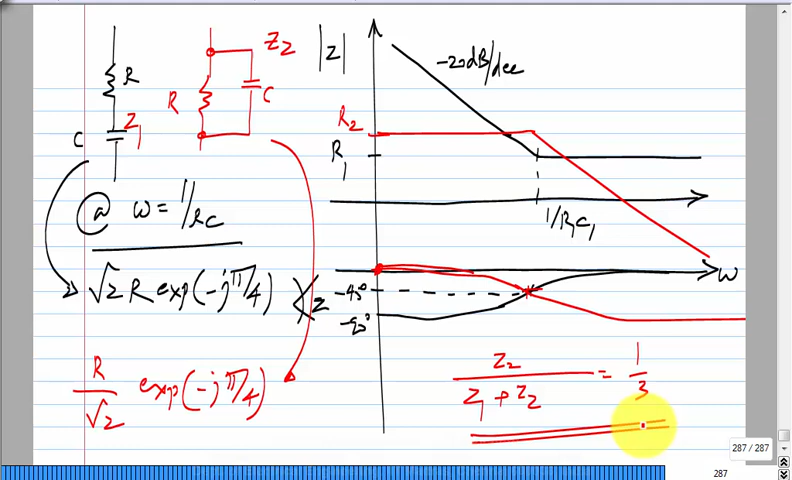 R
C
Z1
Z2
R
C
|Z|
-20dB/dec
R2
R1
1/R1C1
@ ω = 1/RC
√2 R exp(-jπ/4)
∠Z
-45°
-90°
ω
R/√2 exp(-jπ/4)
Z2/(Z1 + Z2) = 1/3
287 / 287
287